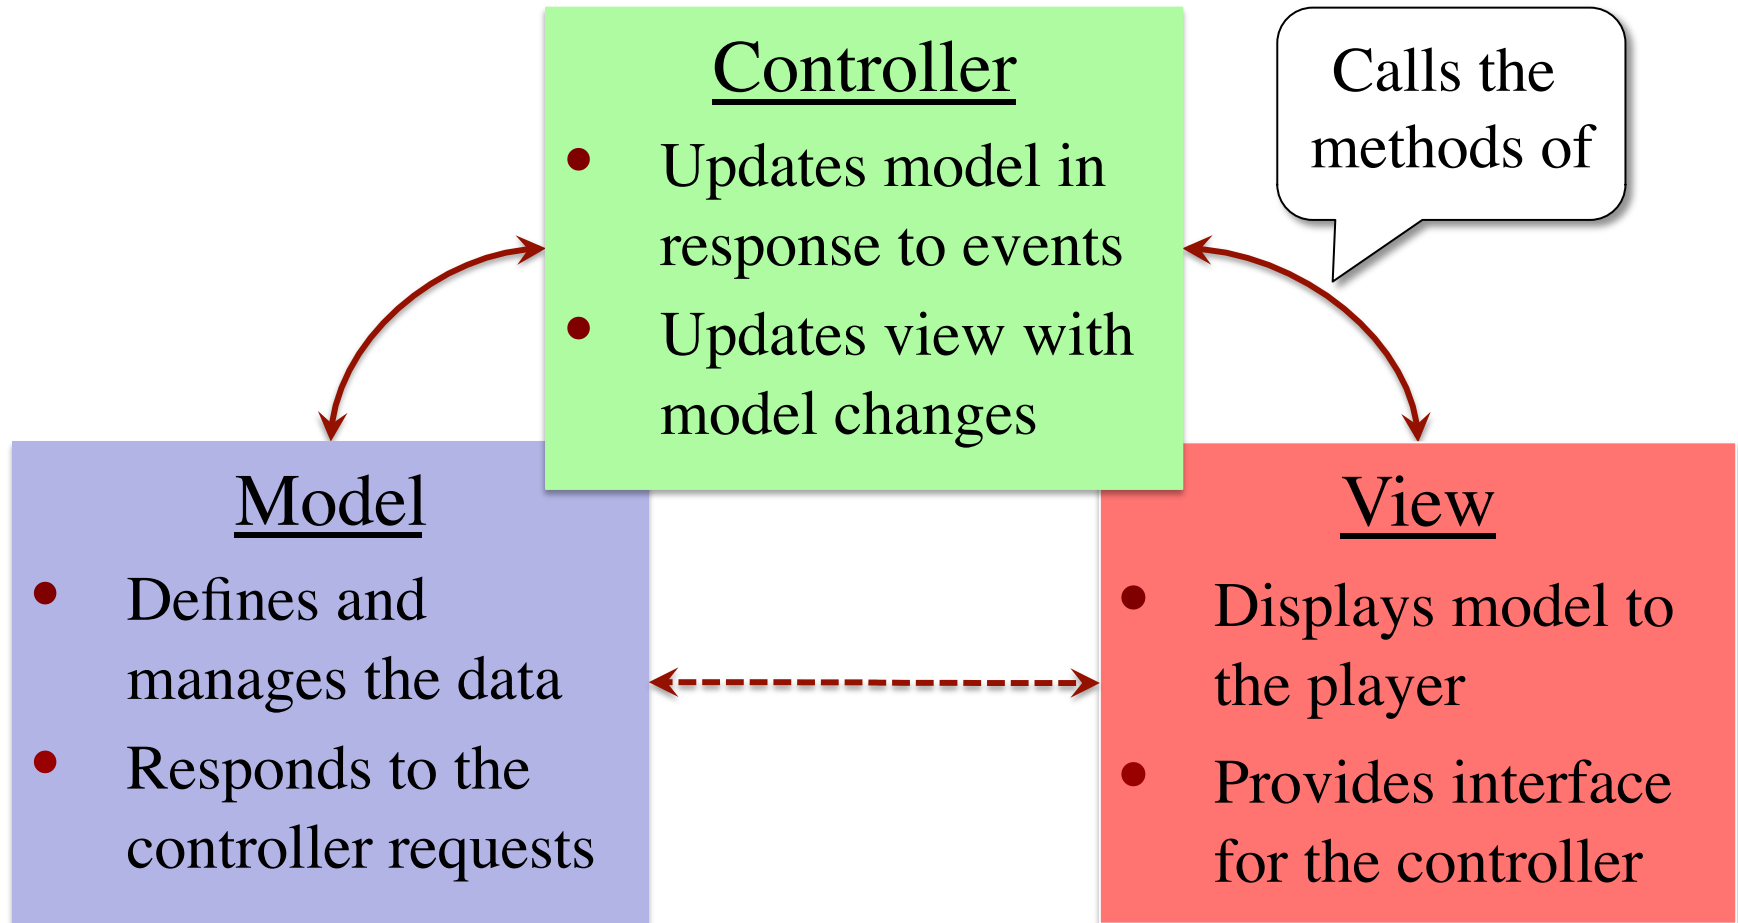 Controller
• Updates model in
response to events
• Updates view with
model changes
Calls the
methods of
Model
• Defines and
manages the data
• Responds to the
controller requests
View
• Displays model to
the player
• Provides interface
for the controller